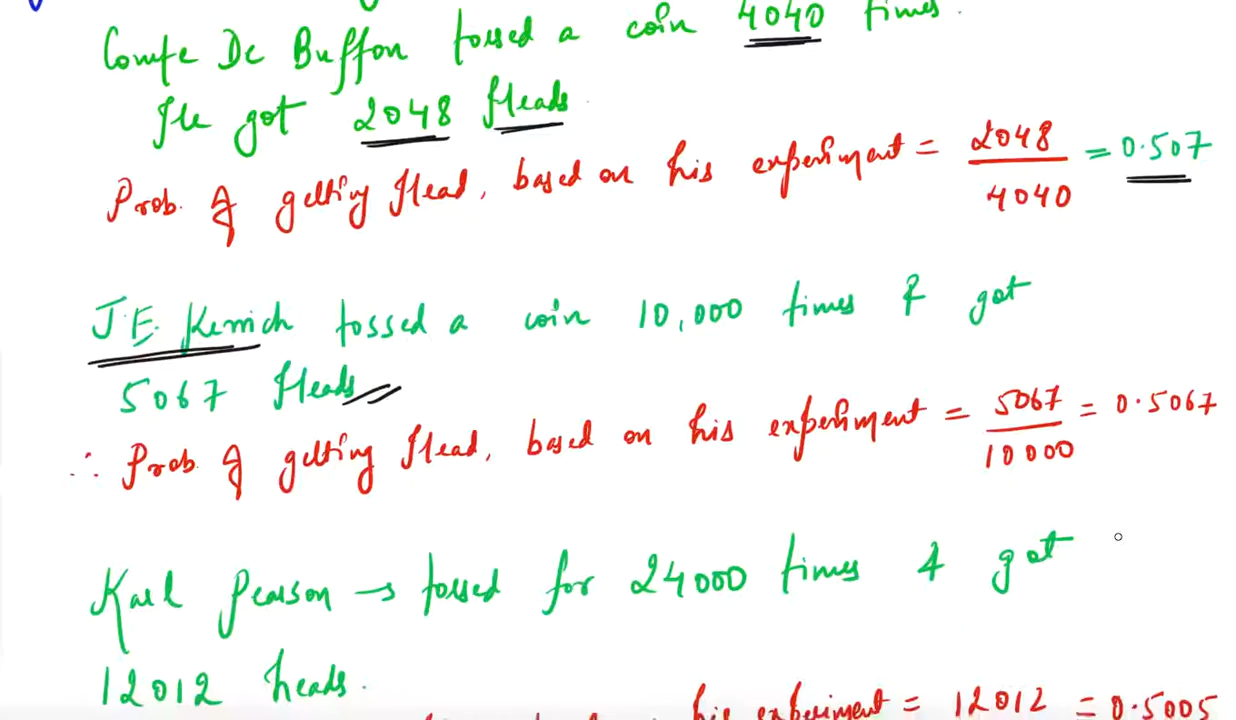 Comte De Buffon tossed a coin 4040 times.
He got 2048 Heads.
Prob. of getting Head, based on his experiment = 2048/4040 = 0.507
J.E. Kerrich tossed a coin 10,000 times & got
5067 Heads
∴ Prob. of getting Head, based on his experiment = 5067/10000 = 0.5067
Karl Pearson → tossed for 24000 times & got
12012 heads.
his experiment = 12012 = 0.5005